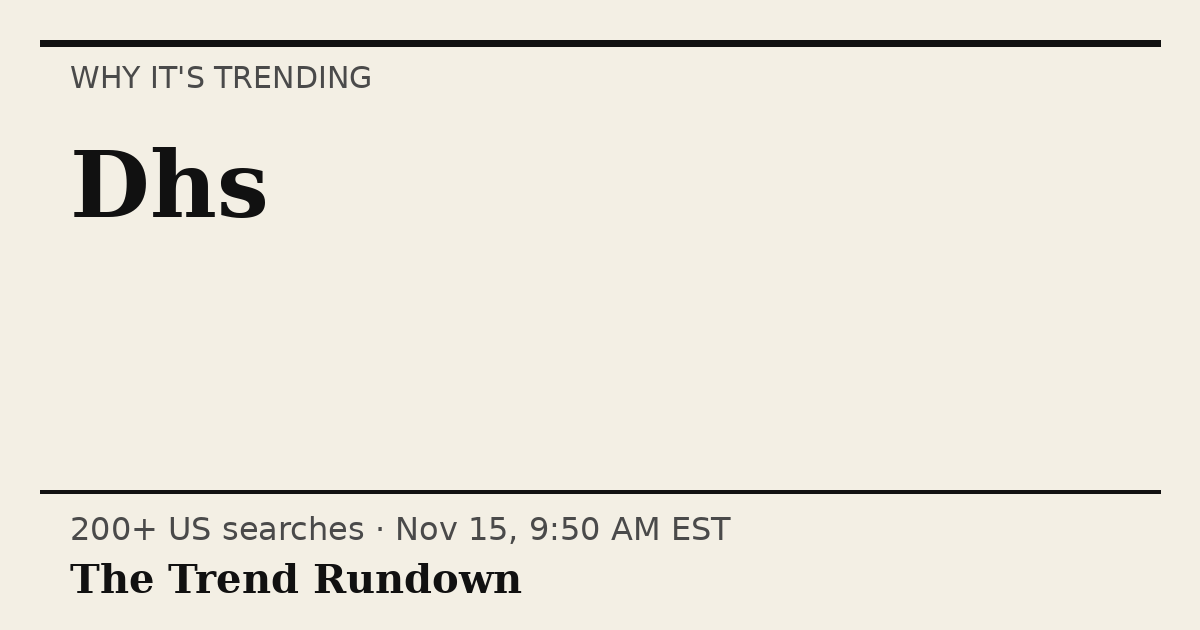 WHY IT'S TRENDING
Dhs
200+ US searches · Nov 15, 9:50 AM EST
The Trend Rundown